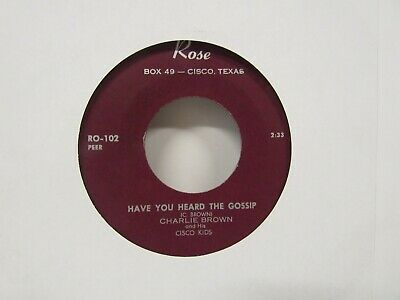 Rose
BOX 49 — CISCO, TEXAS
RO-102
PEER
2:33
HAVE YOU HEARD THE GOSSIP
(C. BROWN)
CHARLIE BROWN
and His
CISCO KIDS